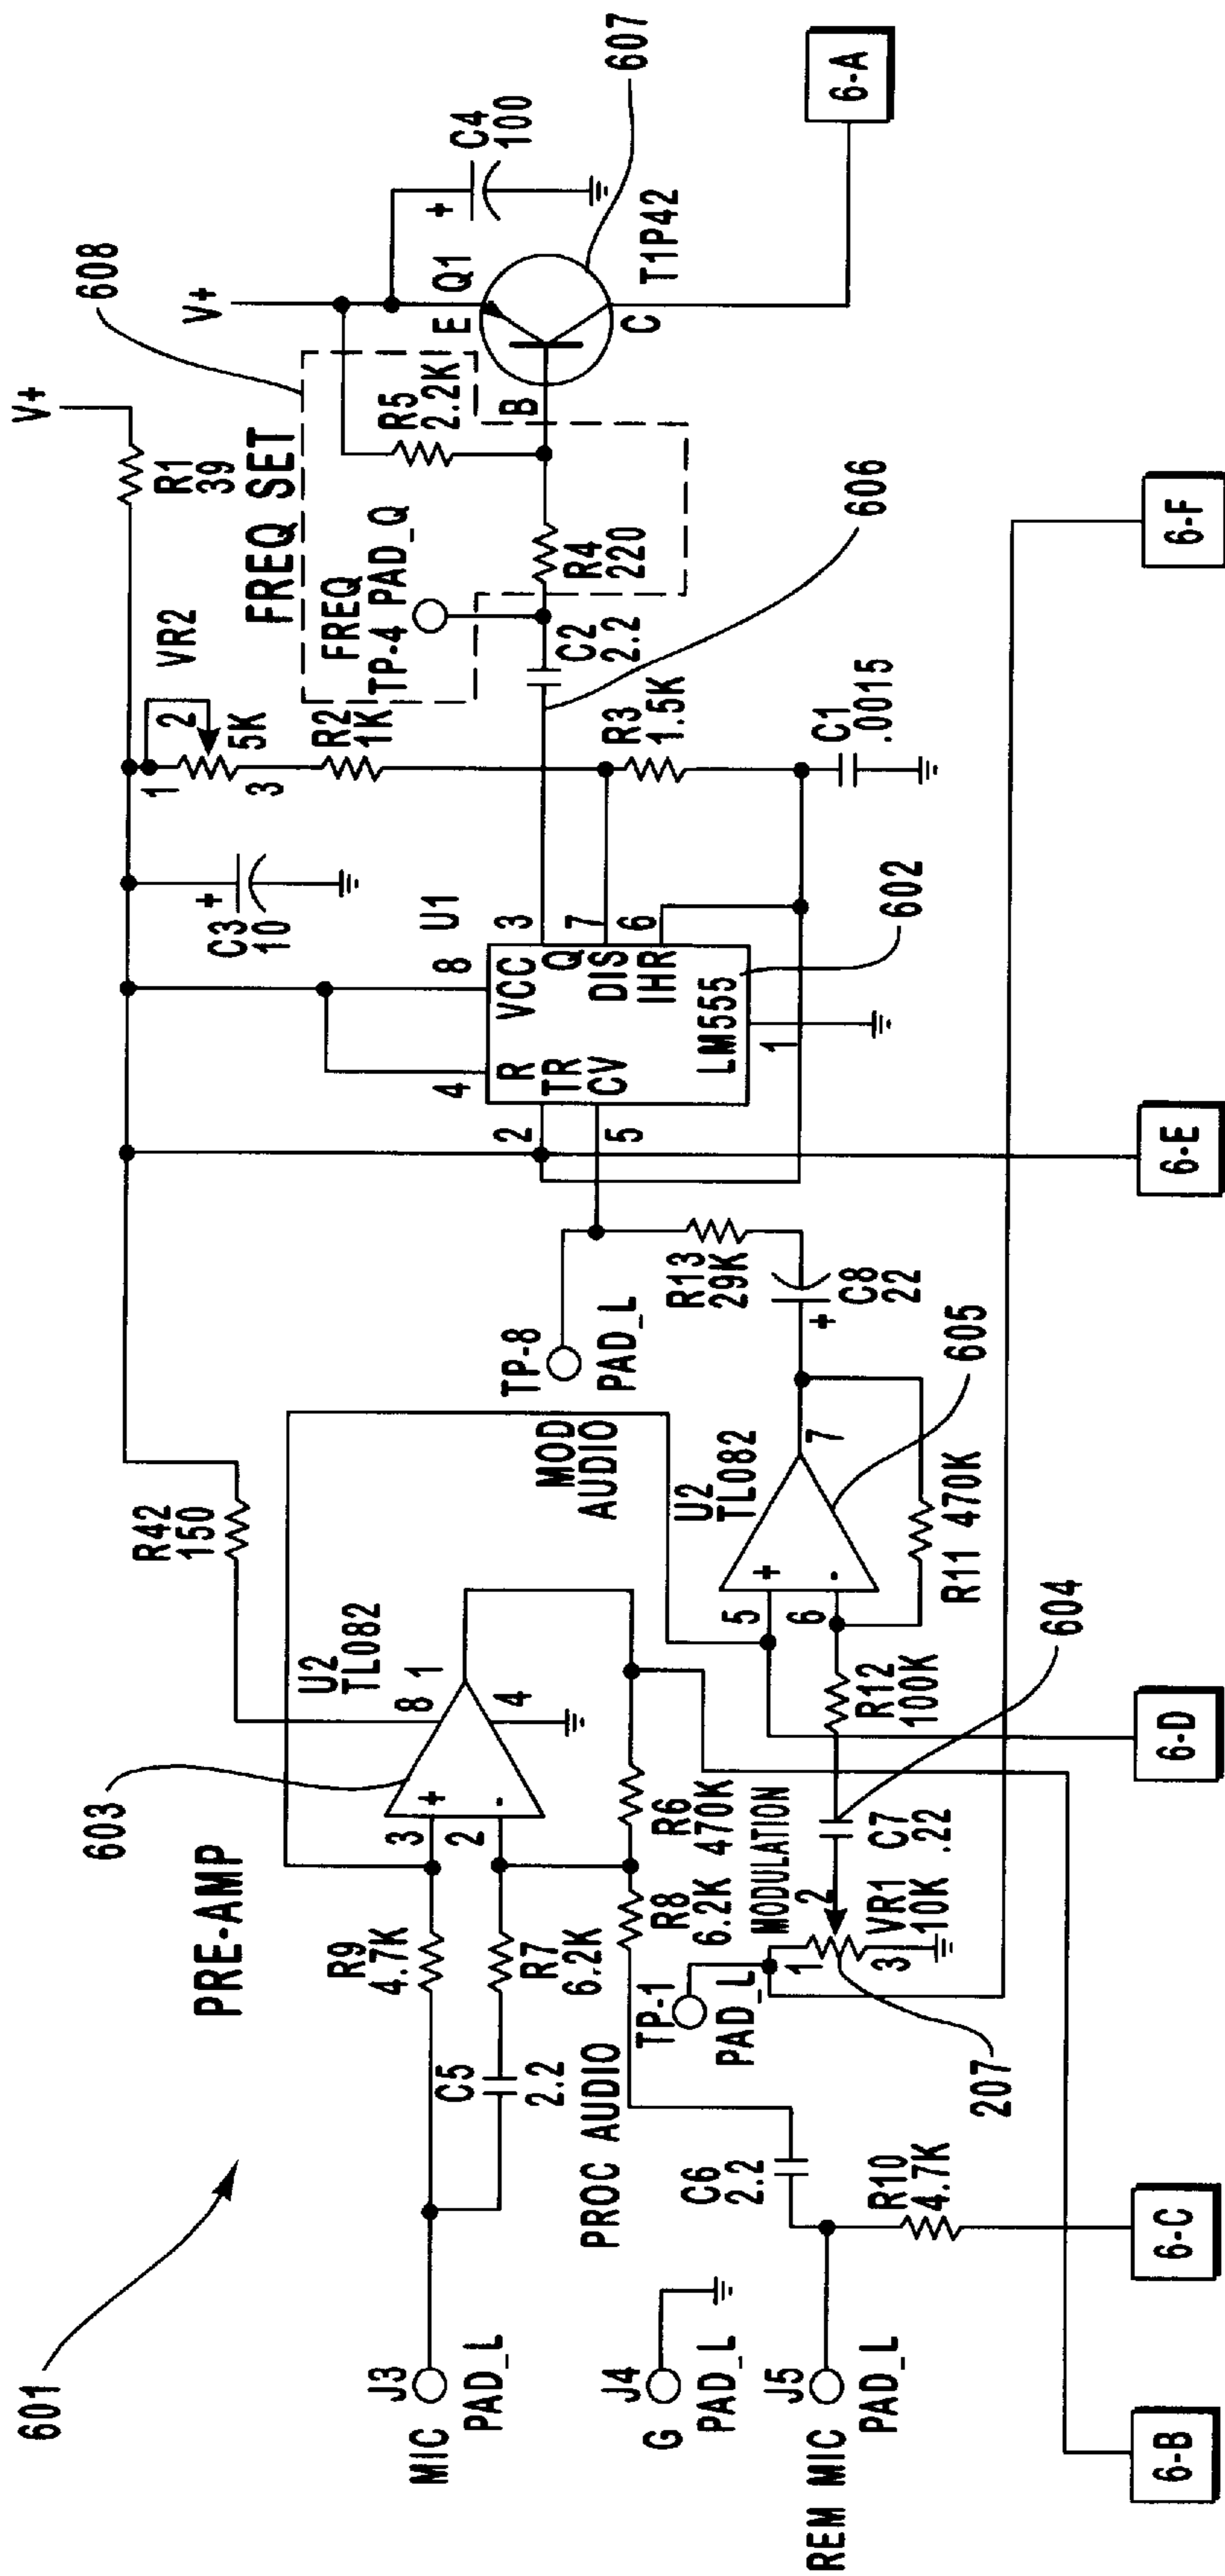 601
PRE-AMP
603
U2
TL082
8
1
4
3
2
R42
150
R9
4.7K
C5
2.2
R7
6.2K
J3
MIC
PAD_L
J4
G
PAD_L
J5
REM MIC
PAD_L
PROC AUDIO
C6
2.2
R10
4.7K
R8
6.2K
R6
470K
TP-1
PAD_L
MODULATION
1
2
3
VR1
10K
207
C7
.22
604
R12
100K
5
6
7
U2
TL082
R11 470K
605
MOD
AUDIO
TP-8
PAD_L
R13
29K
C8
22
+
+
-
+
-
U1
4
8
R
VCC
TR
Q
CV
DIS
IHR
LM555
2
5
3
7
6
1
602
C3
10
+
1
2
3
VR2
5K
R2
1K
R3
1.5K
C1
.0015
V+
R1
39
FREQ SET
608
FREQ
TP-4 PAD_Q
C2
2.2
606
R4
220
R5
2.2K
V+
E
B
C
Q1
T1P42
607
C4
100
+
6-A
6-B
6-C
6-D
6-E
6-F